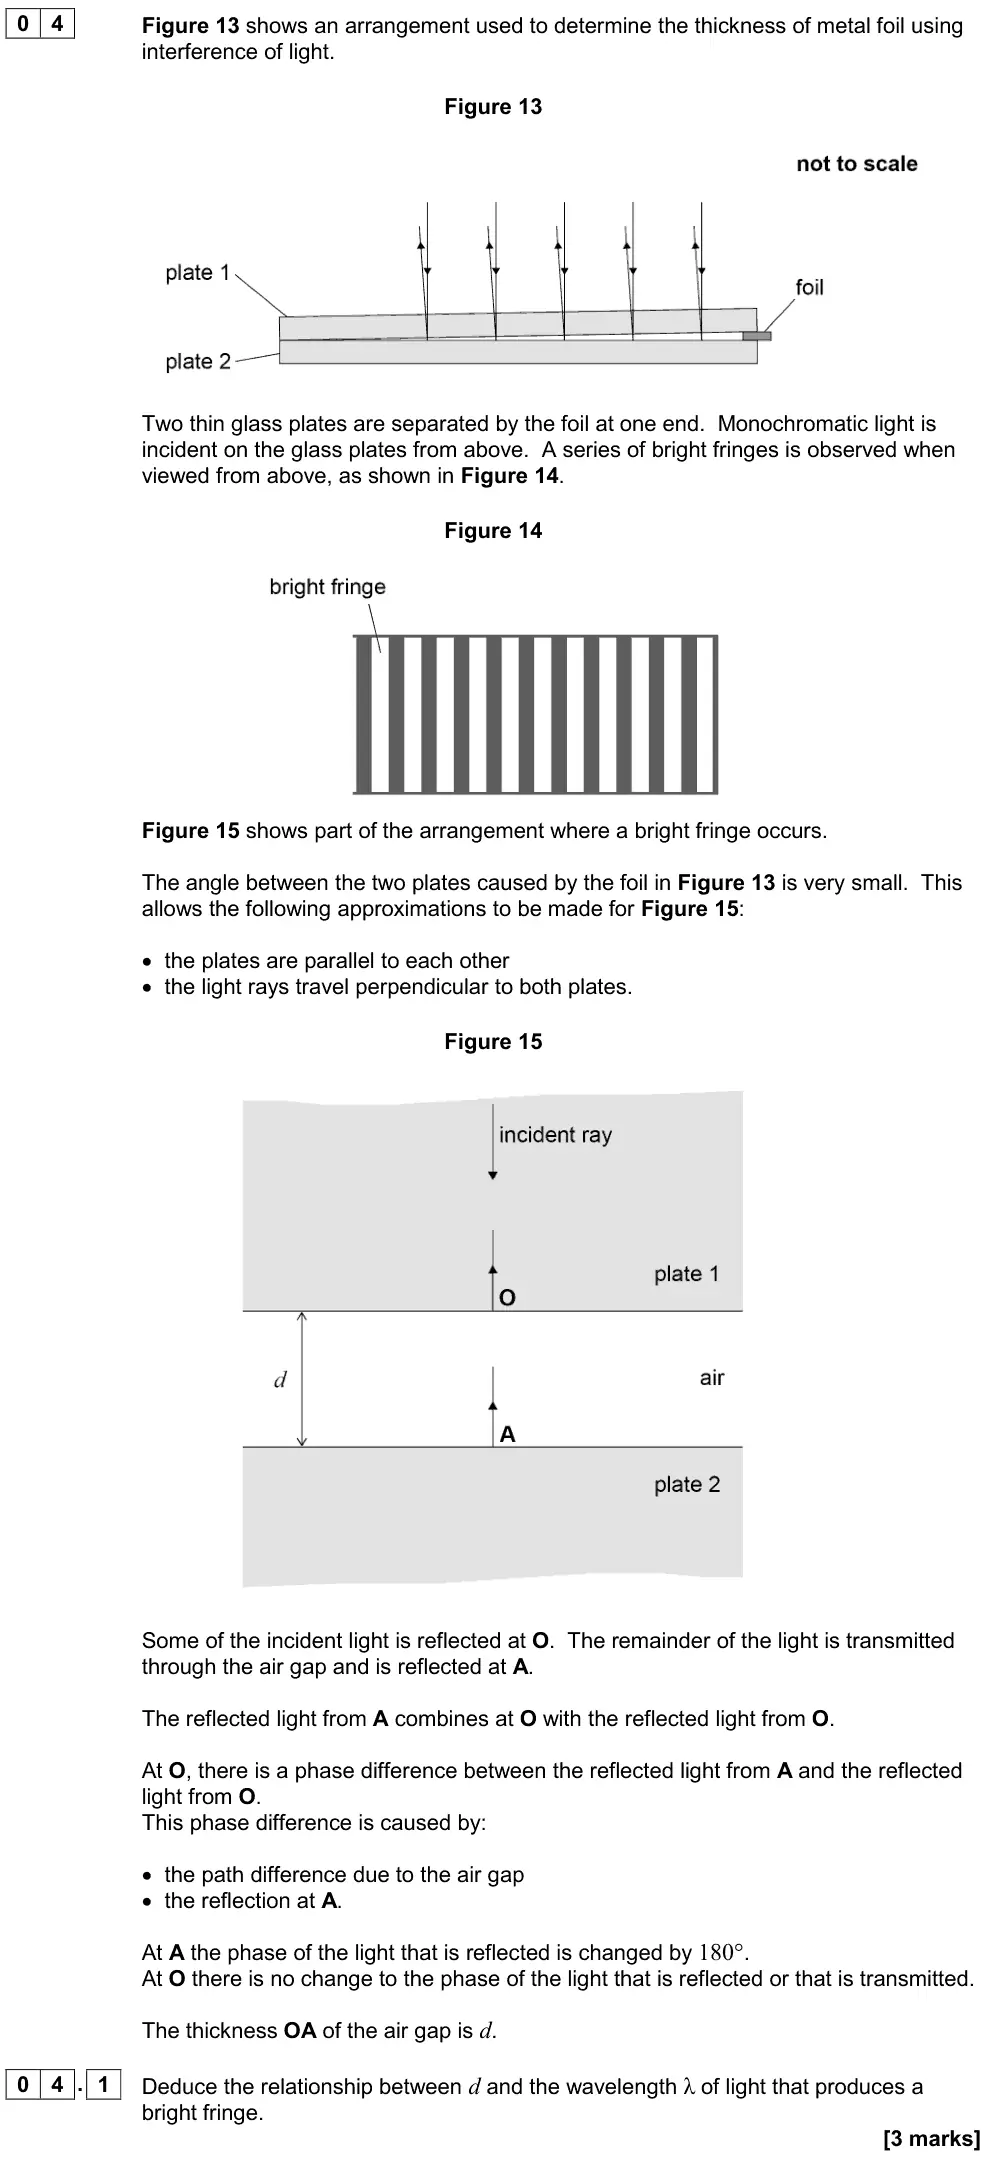 0 4 Figure 13 shows an arrangement used to determine the thickness of metal foil using
interference of light.
Figure 13
not to scale
plate 1
foil
plate 2
Two thin glass plates are separated by the foil at one end. Monochromatic light is
incident on the glass plates from above. A series of bright fringes is observed when
viewed from above, as shown in Figure 14.
Figure 14
bright fringe
Figure 15 shows part of the arrangement where a bright fringe occurs.
The angle between the two plates caused by the foil in Figure 13 is very small. This
allows the following approximations to be made for Figure 15:
• the plates are parallel to each other
• the light rays travel perpendicular to both plates.
Figure 15
incident ray
plate 1
O
d
air
A
plate 2
Some of the incident light is reflected at O. The remainder of the light is transmitted
through the air gap and is reflected at A.
The reflected light from A combines at O with the reflected light from O.
At O, there is a phase difference between the reflected light from A and the reflected
light from O.
This phase difference is caused by:
• the path difference due to the air gap
• the reflection at A.
At A the phase of the light that is reflected is changed by 180°.
At O there is no change to the phase of the light that is reflected or that is transmitted.
The thickness OA of the air gap is d.
0 4 . 1 Deduce the relationship between d and the wavelength λ of light that produces a
bright fringe.
[3 marks]